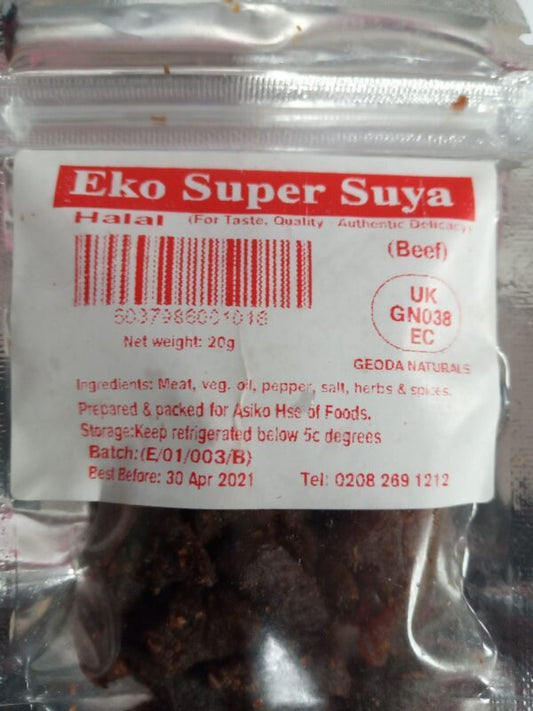 Eko Super Suya
Halal (For Taste, Quality Authentic Delicacy)
(Beef)
5037986001018
UK
GN038
EC
Net weight: 20g
GEODA NATURALS
Ingredients: Meat, veg. oil, pepper, salt, herbs & spices.
Prepared & packed for Asiko Hse of Foods.
Storage:Keep refrigerated below 5c degrees
Batch:(E/01/003/B)
Best Before: 30 Apr 2021 Tel: 0208 269 1212